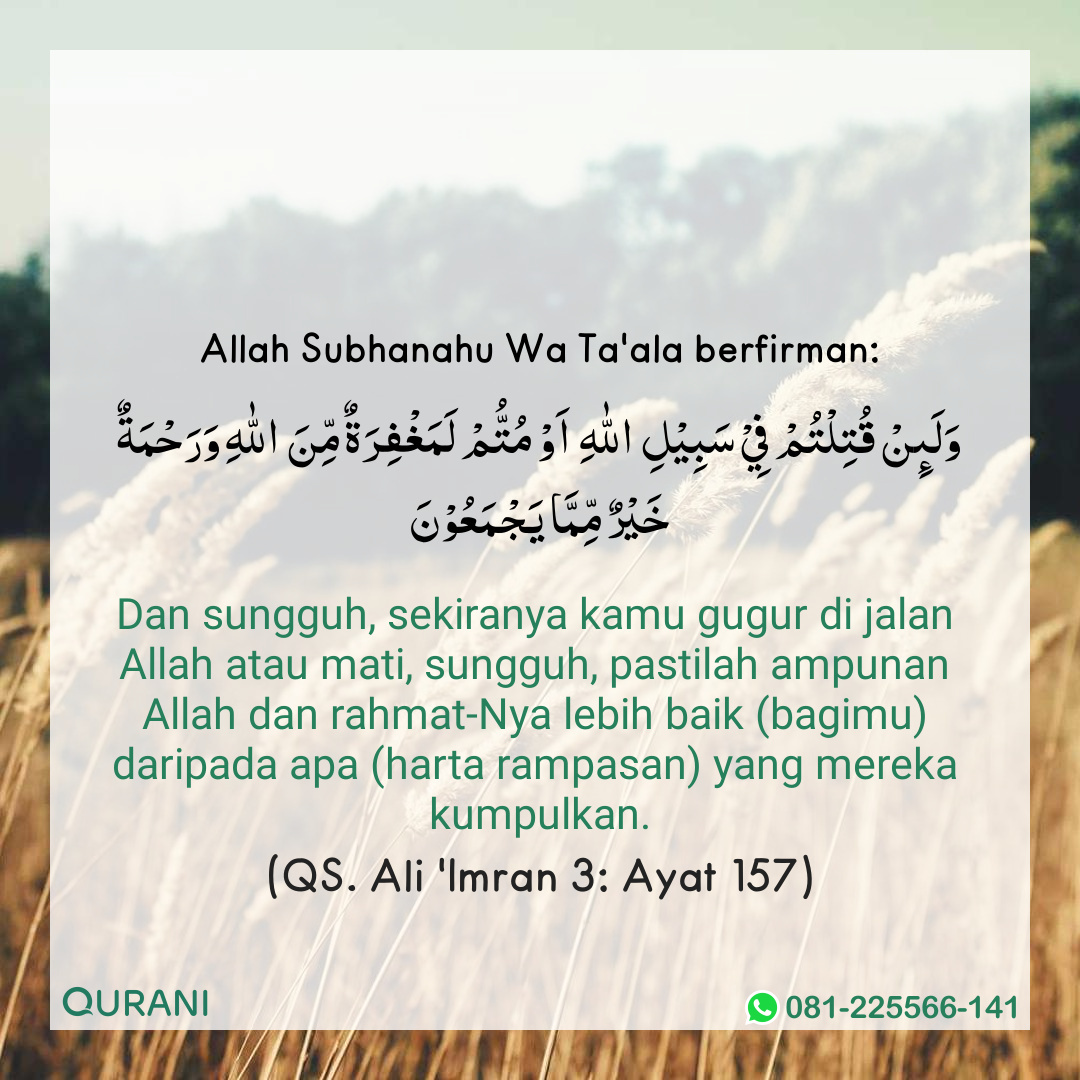 Allah Subhanahu Wa Ta'ala berfirman:
وَلَىِٕنْ قُتِلْتُمْ فِيْ سَبِيْلِ اللّٰهِ اَوْ مُتُّمْ لَمَغْفِرَةٌ مِّنَ اللّٰهِ وَرَحْمَةٌ
خَيْرٌ مِّمَّا يَجْمَعُوْنَ
Dan sungguh, sekiranya kamu gugur di jalan
Allah atau mati, sungguh, pastilah ampunan
Allah dan rahmat-Nya lebih baik (bagimu)
daripada apa (harta rampasan) yang mereka
kumpulkan.
(QS. Ali 'Imran 3: Ayat 157)
QURANI
081-225566-141